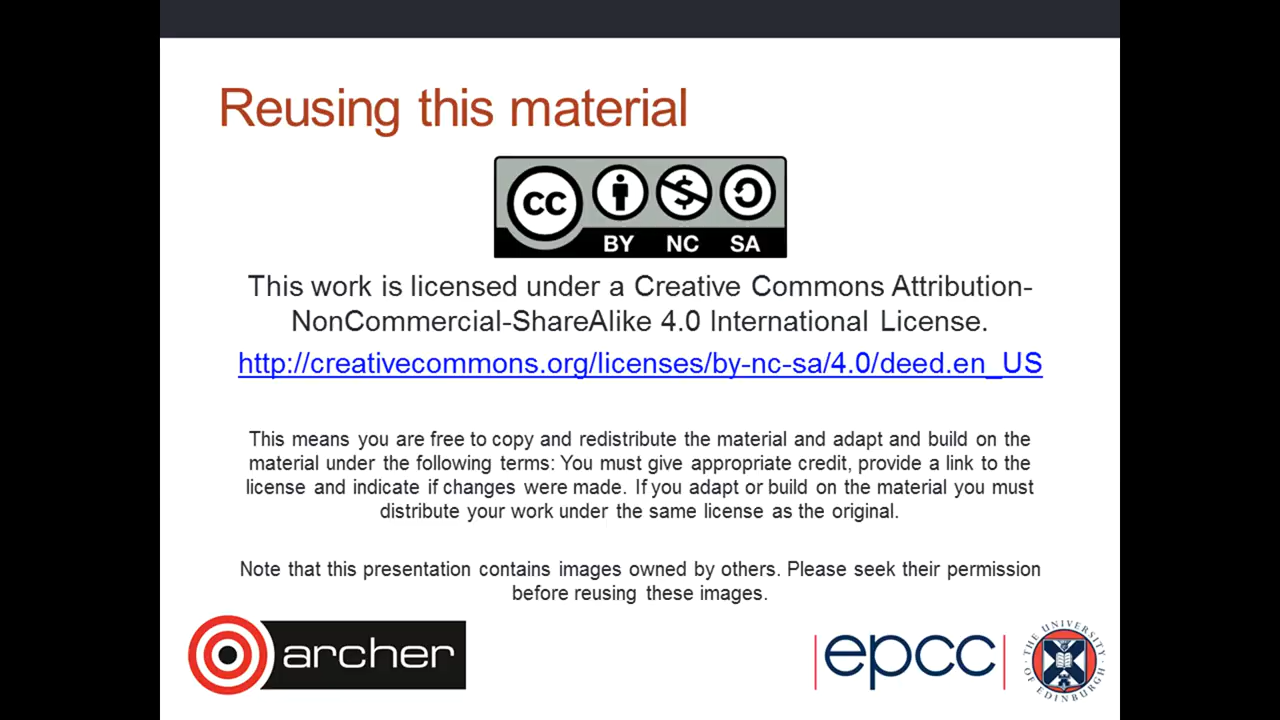 Reusing this material
CC
BY NC SA
This work is licensed under a Creative Commons Attribution-
NonCommercial-ShareAlike 4.0 International License.
http://creativecommons.org/licenses/by-nc-sa/4.0/deed.en_US
This means you are free to copy and redistribute the material and adapt and build on the
material under the following terms: You must give appropriate credit, provide a link to the
license and indicate if changes were made. If you adapt or build on the material you must
distribute your work under the same license as the original.
Note that this presentation contains images owned by others. Please seek their permission
before reusing these images.
archer
epcc
THE UNIVERSITY OF EDINBURGH